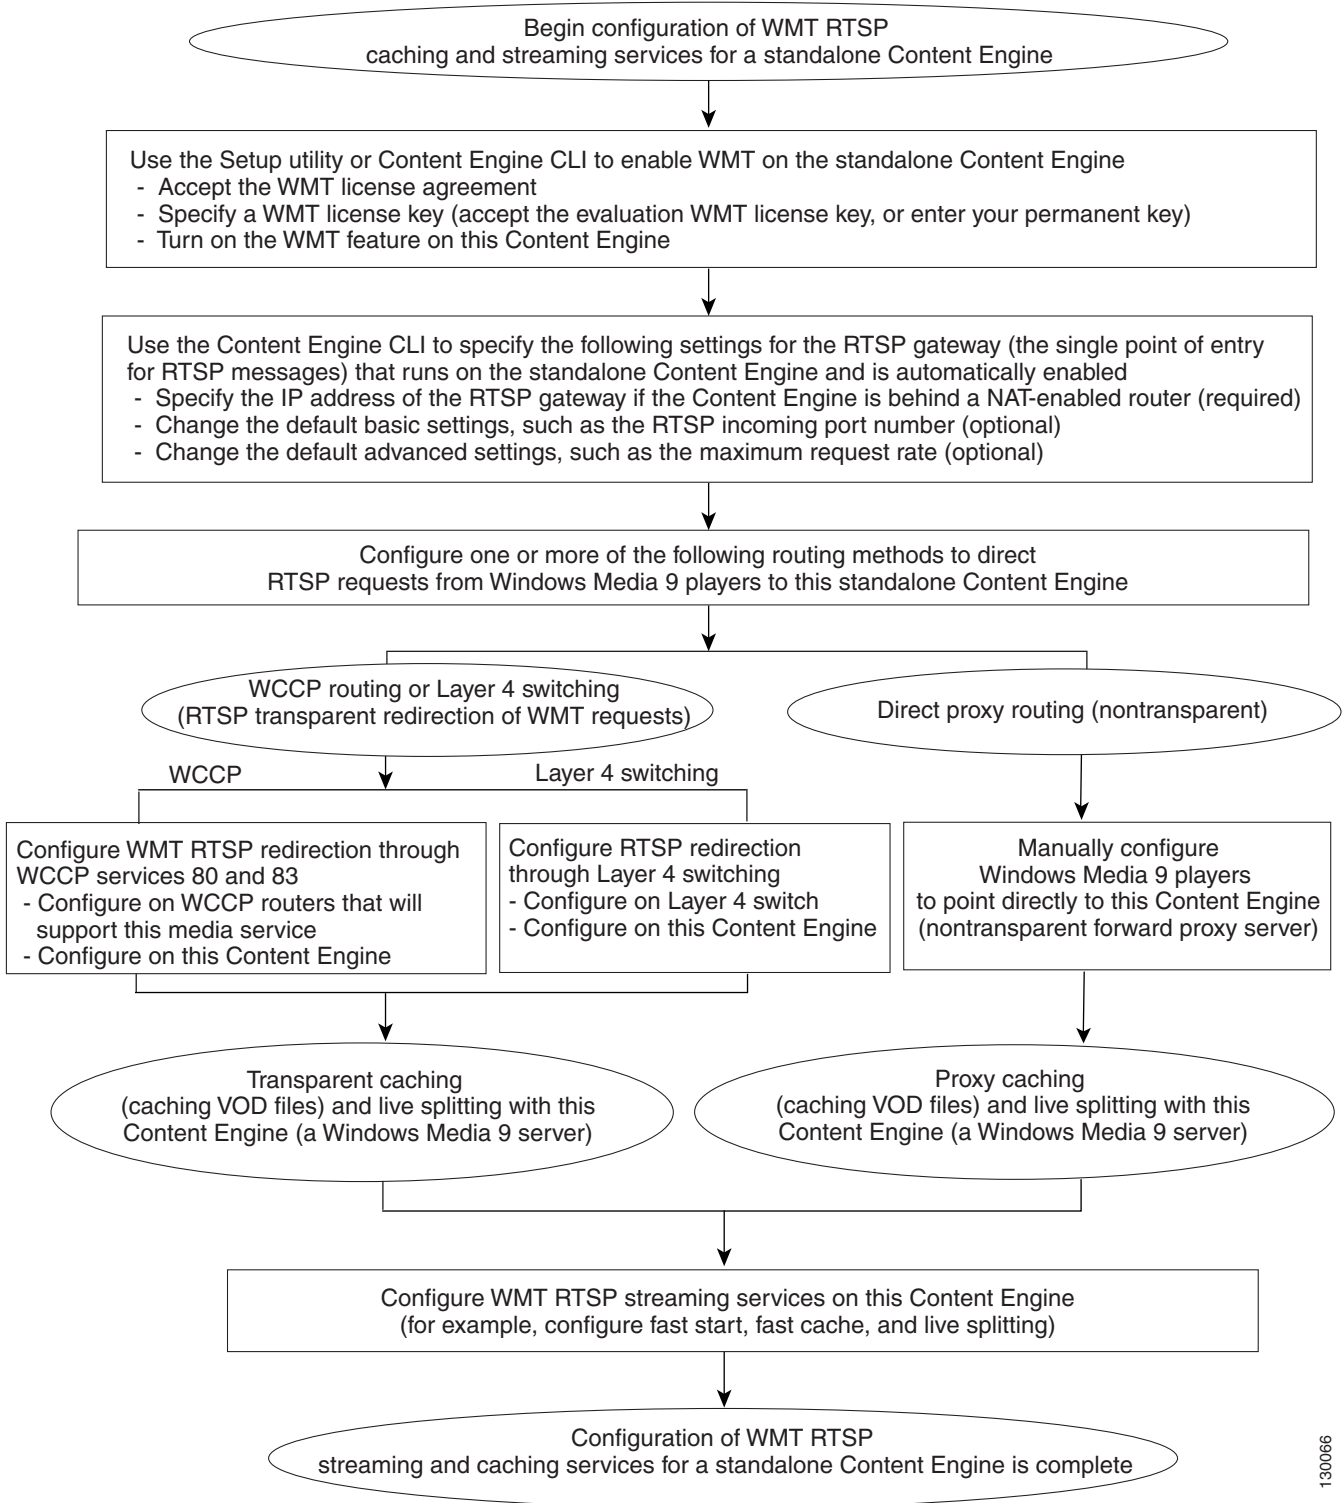 Begin configuration of WMT RTSP
caching and streaming services for a standalone Content Engine
Use the Setup utility or Content Engine CLI to enable WMT on the standalone Content Engine
- Accept the WMT license agreement
- Specify a WMT license key (accept the evaluation WMT license key, or enter your permanent key)
- Turn on the WMT feature on this Content Engine
Use the Content Engine CLI to specify the following settings for the RTSP gateway (the single point of entry
for RTSP messages) that runs on the standalone Content Engine and is automatically enabled
- Specify the IP address of the RTSP gateway if the Content Engine is behind a NAT-enabled router (required)
- Change the default basic settings, such as the RTSP incoming port number (optional)
- Change the default advanced settings, such as the maximum request rate (optional)
Configure one or more of the following routing methods to direct
RTSP requests from Windows Media 9 players to this standalone Content Engine
WCCP routing or Layer 4 switching
(RTSP transparent redirection of WMT requests)
Direct proxy routing (nontransparent)
WCCP
Layer 4 switching
Configure WMT RTSP redirection through
WCCP services 80 and 83
- Configure on WCCP routers that will
support this media service
- Configure on this Content Engine
Configure RTSP redirection
through Layer 4 switching
- Configure on Layer 4 switch
- Configure on this Content Engine
Manually configure
Windows Media 9 players
to point directly to this Content Engine
(nontransparent forward proxy server)
Transparent caching
(caching VOD files) and live splitting with this
Content Engine (a Windows Media 9 server)
Proxy caching
(caching VOD files) and live splitting with this
Content Engine (a Windows Media 9 server)
Configure WMT RTSP streaming services on this Content Engine
(for example, configure fast start, fast cache, and live splitting)
Configuration of WMT RTSP
streaming and caching services for a standalone Content Engine is complete
130066